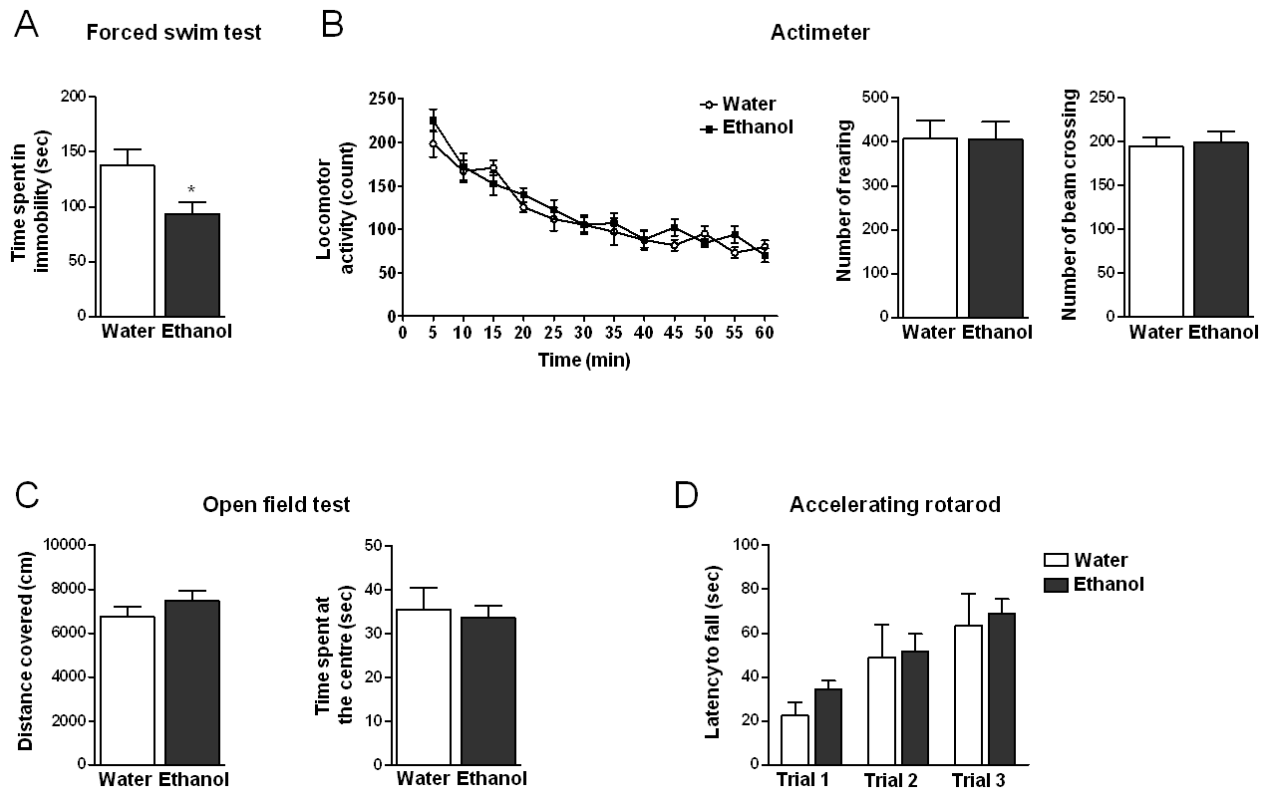 A
Forced swim test
Time spent in
immobility (sec)
200
150
100
50
0
*
Water Ethanol
B
Actimeter
Locomotor
activity (count)
250
200
150
100
50
0
0 5 10 15 20 25 30 35 40 45 50 55 60
Time (min)
Water
Ethanol
Number of rearing
500
400
300
200
100
0
Water Ethanol
Number of beam crossing
250
200
150
100
50
0
Water Ethanol
C
Open field test
Distance covered (cm)
10000
8000
6000
4000
2000
0
Water Ethanol
Time spent at
the centre (sec)
50
40
30
20
10
0
Water Ethanol
D
Accelerating rotarod
Latency to fall (sec)
100
80
60
40
20
0
Trial 1 Trial 2 Trial 3
Water
Ethanol